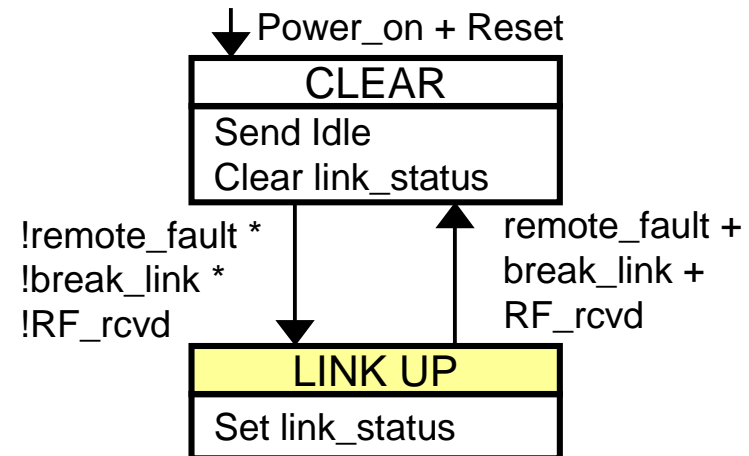 Power_on + Reset
CLEAR
Send Idle
Clear link_status
!remote_fault *
!break_link *
!RF_rcvd
remote_fault +
break_link +
RF_rcvd
LINK UP
Set link_status